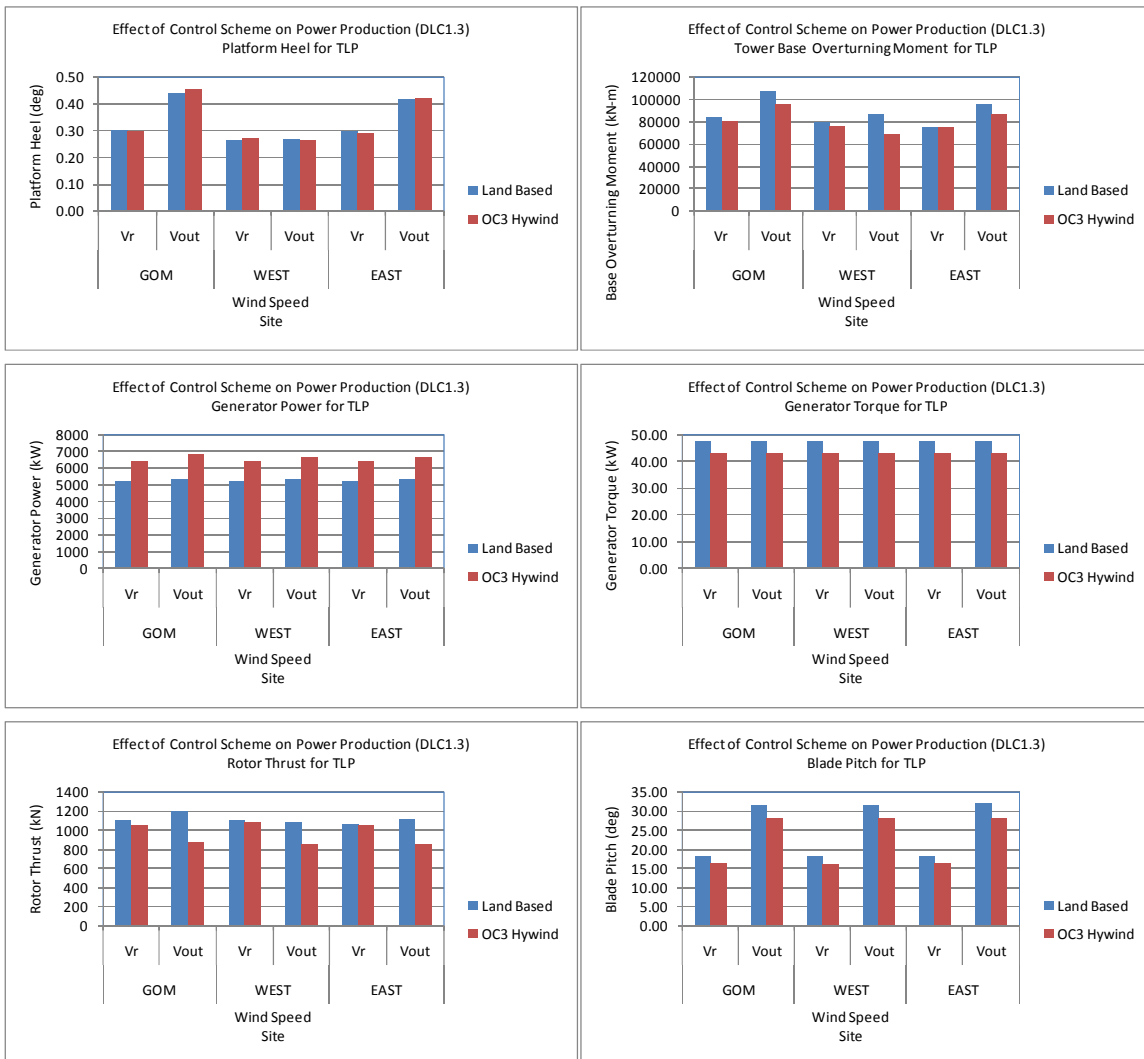 Effect of Control Scheme on Power Production (DLC1.3)
Platform Heel for TLP
Platform Heel (deg)
0.50
0.40
0.30
0.20
0.10
0.00
Vr Vout Vr Vout Vr Vout
GOM WEST EAST
Wind Speed
Site
Land Based
OC3 Hywind
Effect of Control Scheme on Power Production (DLC1.3)
Tower Base Overturning Moment for TLP
Base Overturning Moment (kN-m)
120000
100000
80000
60000
40000
20000
0
Vr Vout Vr Vout Vr Vout
GOM WEST EAST
Wind Speed
Site
Land Based
OC3 Hywind
Effect of Control Scheme on Power Production (DLC1.3)
Generator Power for TLP
Generator Power (kW)
8000
7000
6000
5000
4000
3000
2000
1000
0
Vr Vout Vr Vout Vr Vout
GOM WEST EAST
Wind Speed
Site
Land Based
OC3 Hywind
Effect of Control Scheme on Power Production (DLC1.3)
Generator Torque for TLP
Generator Torque (kW)
50.00
40.00
30.00
20.00
10.00
0.00
Vr Vout Vr Vout Vr Vout
GOM WEST EAST
Wind Speed
Site
Land Based
OC3 Hywind
Effect of Control Scheme on Power Production (DLC1.3)
Rotor Thrust for TLP
Rotor Thrust (kN)
1400
1200
1000
800
600
400
200
0
Vr Vout Vr Vout Vr Vout
GOM WEST EAST
Wind Speed
Site
Land Based
OC3 Hywind
Effect of Control Scheme on Power Production (DLC1.3)
Blade Pitch for TLP
Blade Pitch (deg)
35.00
30.00
25.00
20.00
15.00
10.00
5.00
0.00
Vr Vout Vr Vout Vr Vout
GOM WEST EAST
Wind Speed
Site
Land Based
OC3 Hywind